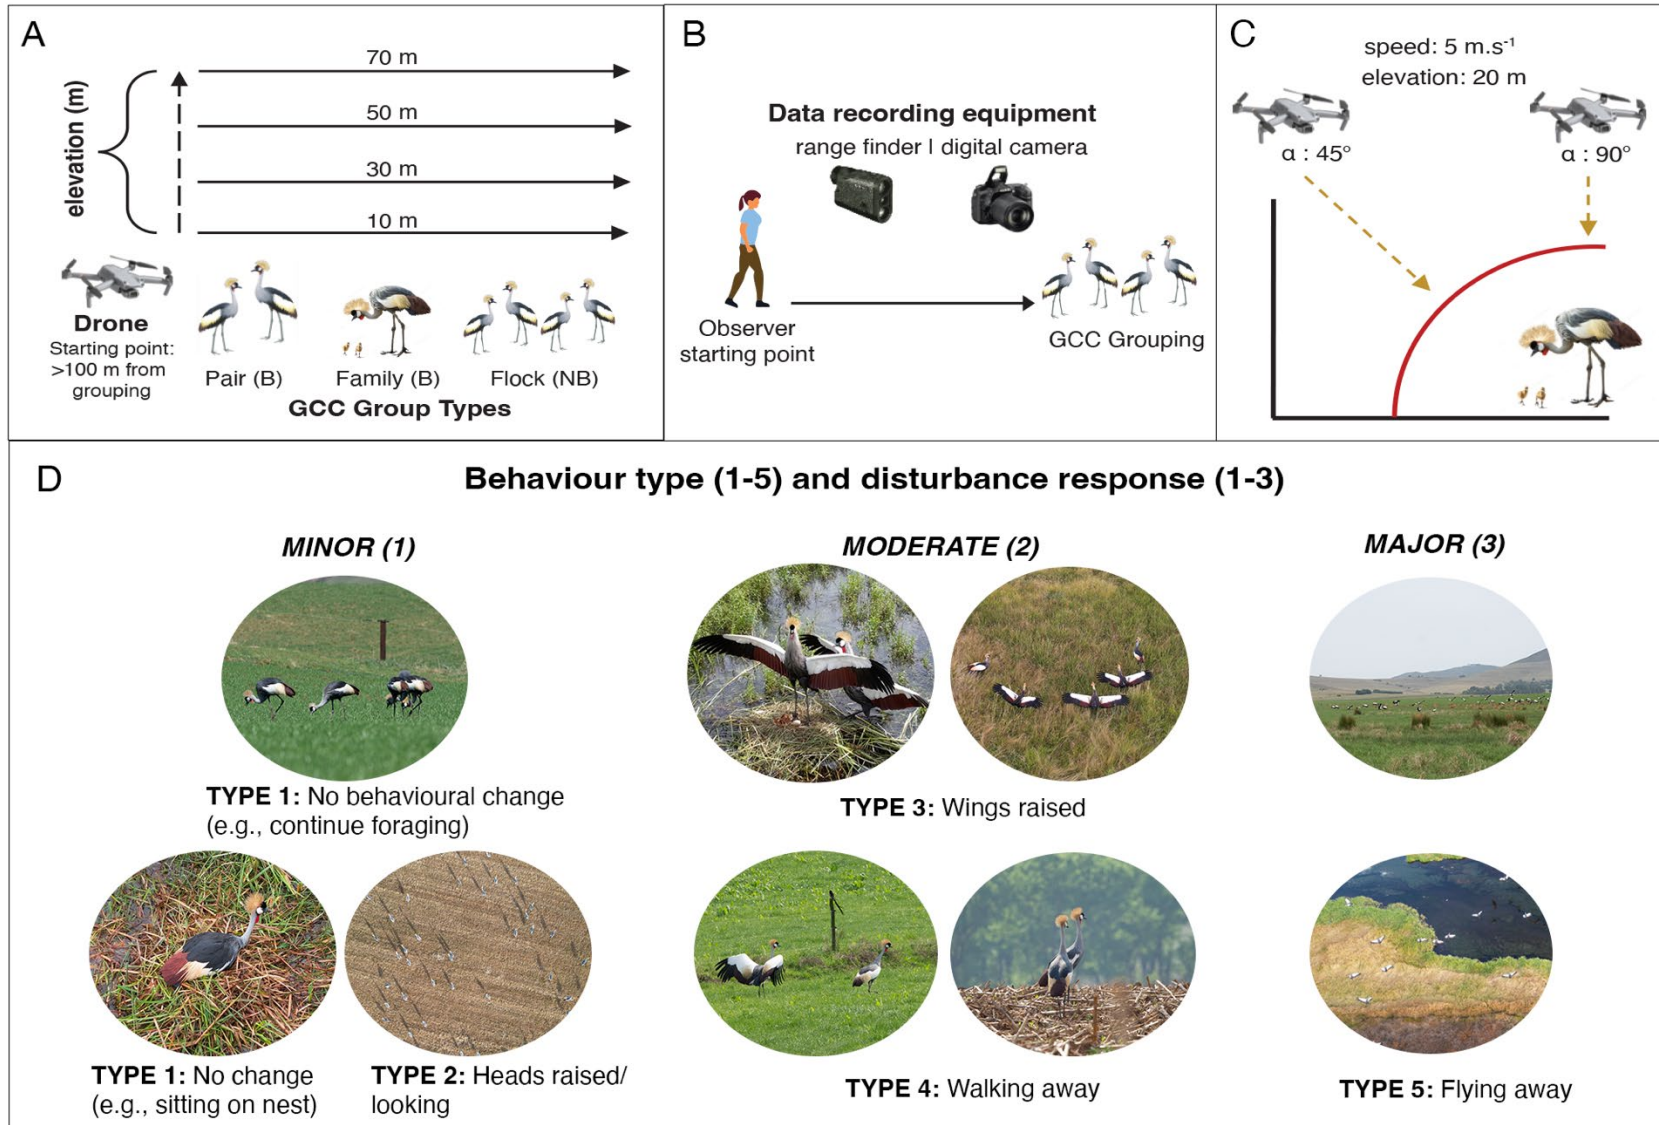 A
70 m
50 m
30 m
10 m
elevation (m)
Drone
Starting point:
>100 m from
grouping
Pair (B)
Family (B)
Flock (NB)
GCC Group Types
B
Data recording equipment
range finder | digital camera
Observer
starting point
GCC Grouping
C
speed: 5 m.s⁻¹
elevation: 20 m
α : 45°
α : 90°
D
Behaviour type (1-5) and disturbance response (1-3)
MINOR (1)
MODERATE (2)
MAJOR (3)
TYPE 1: No behavioural change
(e.g., continue foraging)
TYPE 3: Wings raised
TYPE 1: No change
(e.g., sitting on nest)
TYPE 2: Heads raised/
looking
TYPE 4: Walking away
TYPE 5: Flying away